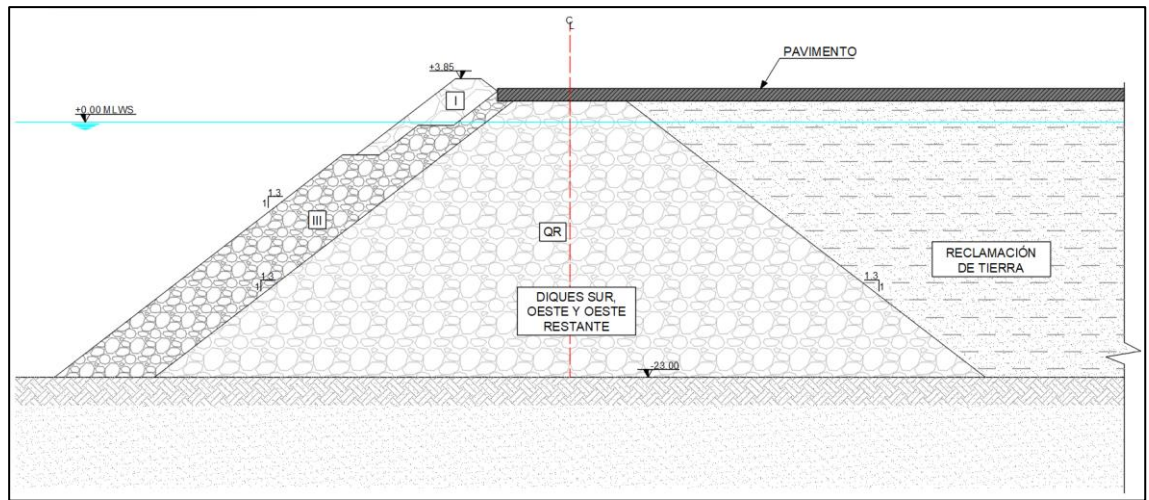 ℄
PAVIMENTO
+3.85
I
+0.00 MLWS
1.3
1
III
QR
1.3
1
1.3
1
RECLAMACIÓN
DE TIERRA
DIQUES SUR,
OESTE Y OESTE
RESTANTE
-23.00